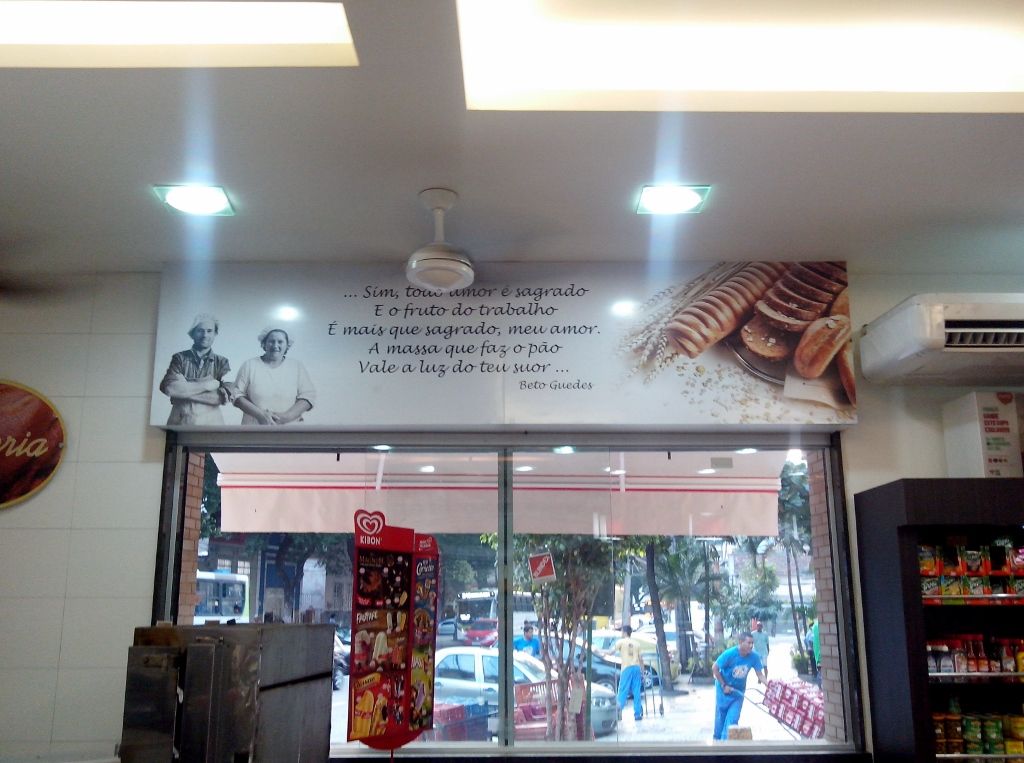 ... Sim, todo amor é sagrado
E o fruto do trabalho
É mais que sagrado, meu amor.
A massa que faz o pão
Vale a luz do teu suor ...
Beto Guedes
ria
KIBON